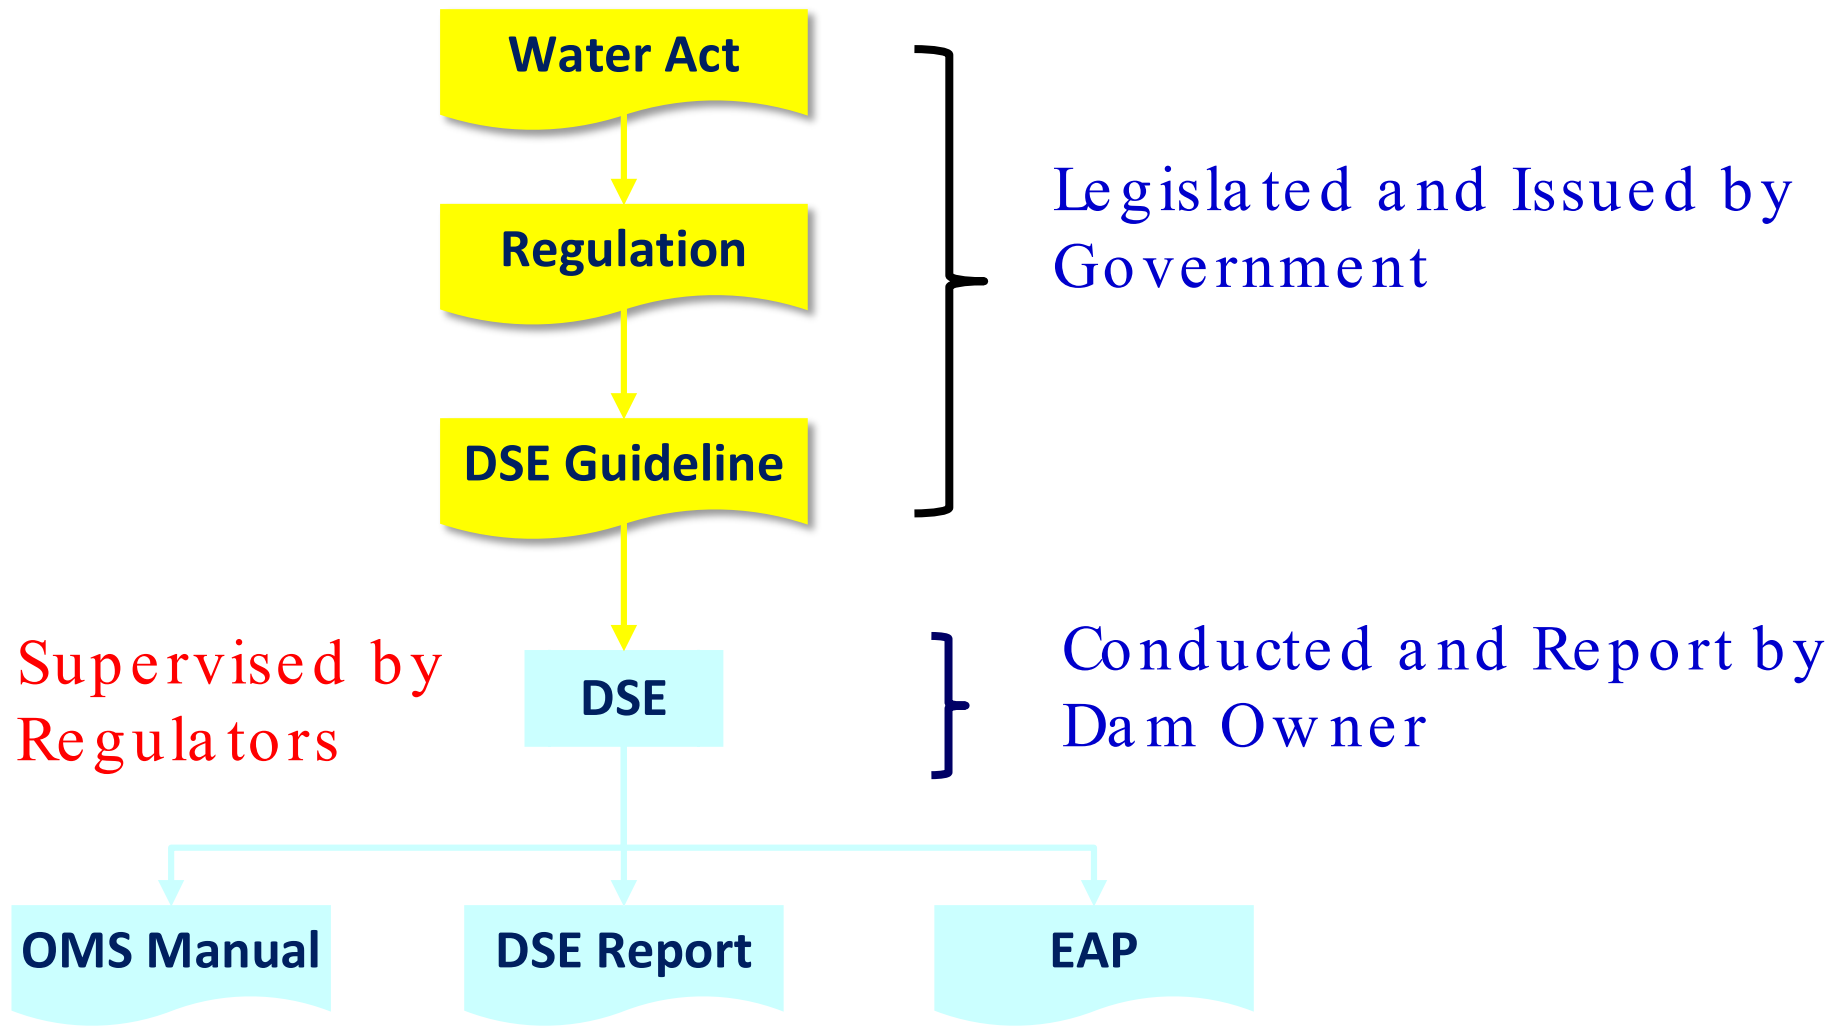 Water Act
Legislated and Issued by
Government
Regulation
DSE Guideline
Supervised by
Regulators
DSE
Conducted and Report by
Dam Owner
OMS Manual
DSE Report
EAP